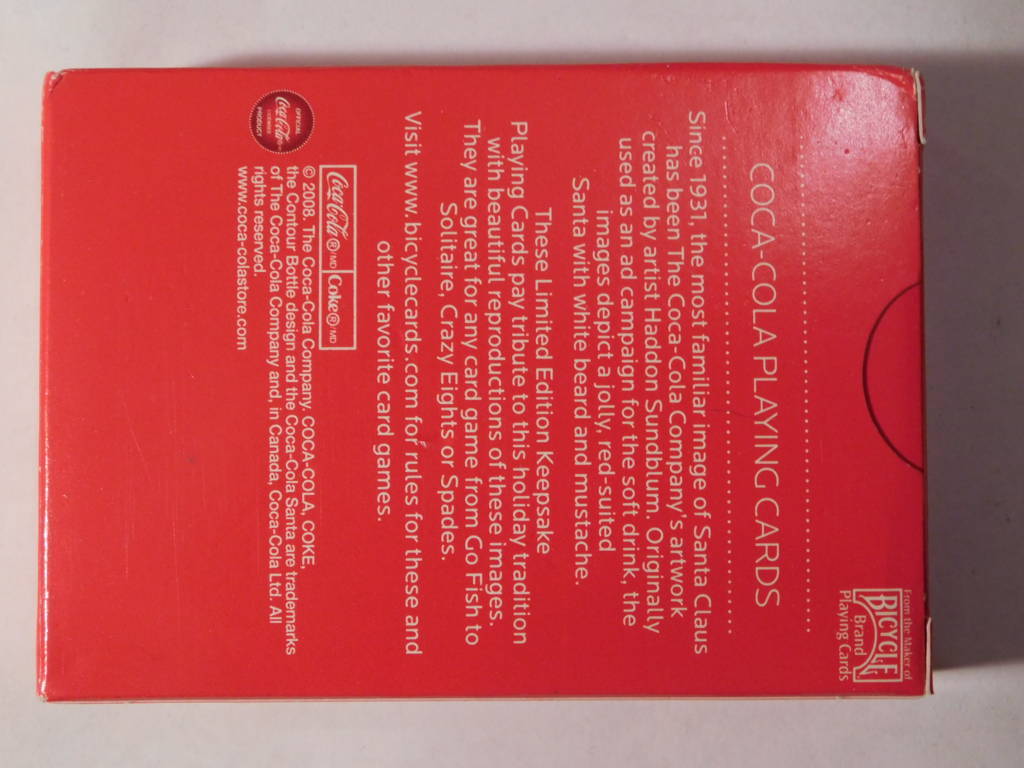 From the Maker of
BICYCLE
Brand
Playing Cards
COCA-COLA PLAYING CARDS
Since 1931, the most familiar image of Santa Claus
has been The Coca-Cola Company's artwork
created by artist Haddon Sundblum. Originally
used as an ad campaign for the soft drink, the
images depict a jolly, red-suited
Santa with white beard and mustache.
These Limited Edition Keepsake
Playing Cards pay tribute to this holiday tradition
with beautiful reproductions of these images.
They are great for any card game from Go Fish to
Solitaire, Crazy Eights or Spades.
Visit www.bicyclecards.com for rules for these and
other favorite card games.
Coca-Cola®/MD Coke®/MD
© 2008. The Coca-Cola Company. COCA-COLA, COKE,
the Contour Bottle design and the Coca-Cola Santa are trademarks
of The Coca-Cola Company and, in Canada, Coca-Cola Ltd. All
rights reserved.
www.coca-colastore.com
OFFICIAL
Coca-Cola®
LICENSED
PRODUCT